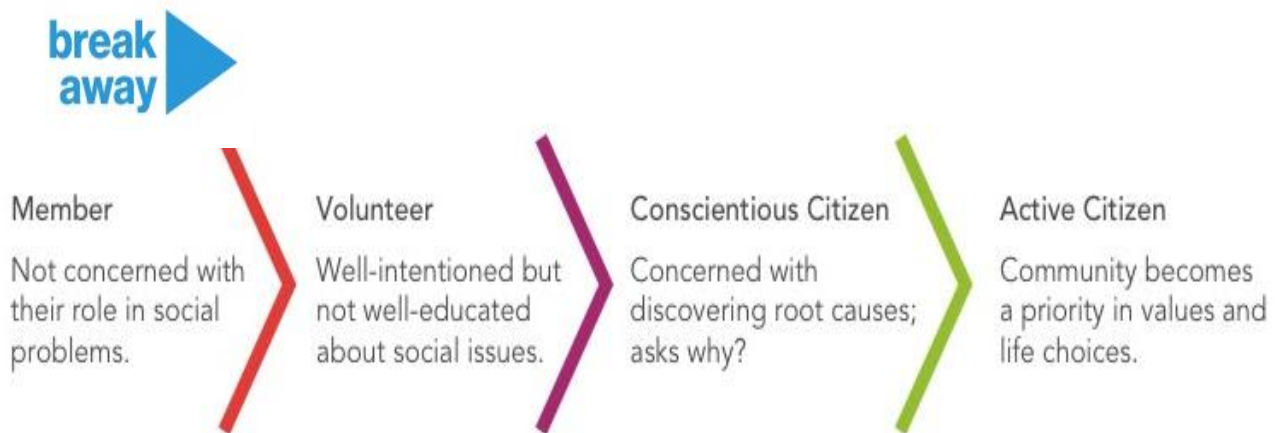 break
away
Member
Not concerned with
their role in social
problems.
Volunteer
Well-intentioned but
not well-educated
about social issues.
Conscientious Citizen
Concerned with
discovering root causes;
asks why?
Active Citizen
Community becomes
a priority in values and
life choices.